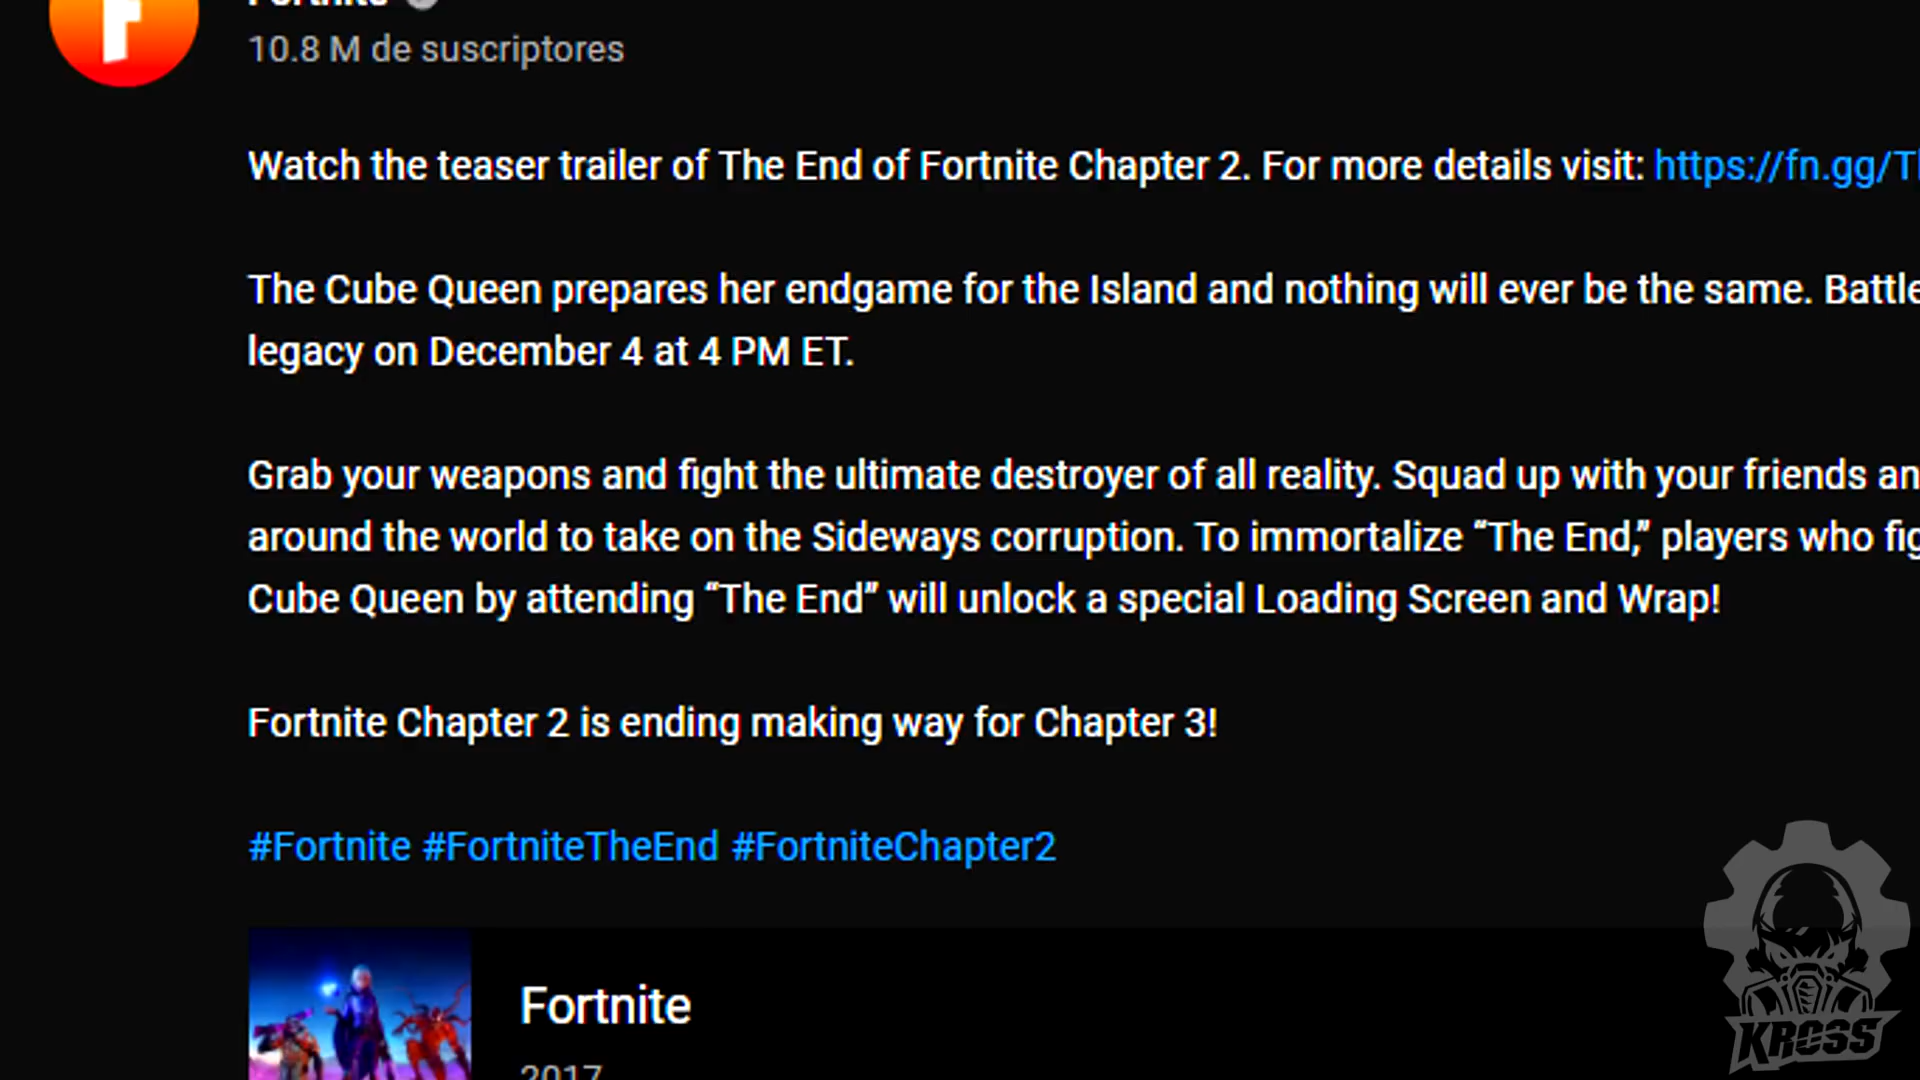 Fortnite
10.8 M de suscriptores
Watch the teaser trailer of The End of Fortnite Chapter 2. For more details visit: https://fn.gg/Th
The Cube Queen prepares her endgame for the Island and nothing will ever be the same. Battle
legacy on December 4 at 4 PM ET.
Grab your weapons and fight the ultimate destroyer of all reality. Squad up with your friends an
around the world to take on the Sideways corruption. To immortalize “The End,” players who fig
Cube Queen by attending “The End” will unlock a special Loading Screen and Wrap!
Fortnite Chapter 2 is ending making way for Chapter 3!
#Fortnite #FortniteTheEnd #FortniteChapter2
Fortnite
2017
KROSS